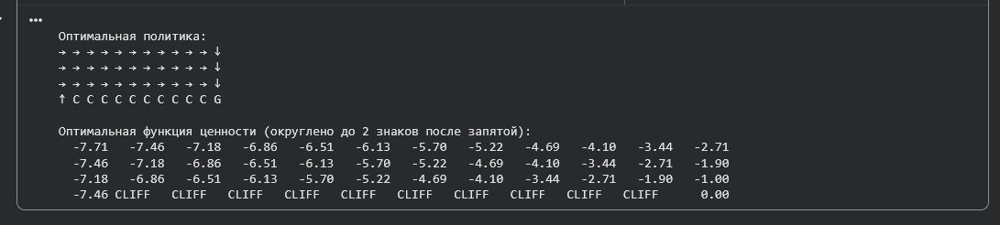 ...
Оптимальная политика:
→ → → → → → → → → → → ↓
→ → → → → → → → → → → ↓
→ → → → → → → → → → → ↓
↑ C C C C C C C C C C G
Оптимальная функция ценности (округлено до 2 знаков после запятой):
-7.71 -7.46 -7.18 -6.86 -6.51 -6.13 -5.70 -5.22 -4.69 -4.10 -3.44 -2.71
-7.46 -7.18 -6.86 -6.51 -6.13 -5.70 -5.22 -4.69 -4.10 -3.44 -2.71 -1.90
-7.18 -6.86 -6.51 -6.13 -5.70 -5.22 -4.69 -4.10 -3.44 -2.71 -1.90 -1.00
-7.46 CLIFF CLIFF CLIFF CLIFF CLIFF CLIFF CLIFF CLIFF CLIFF CLIFF 0.00